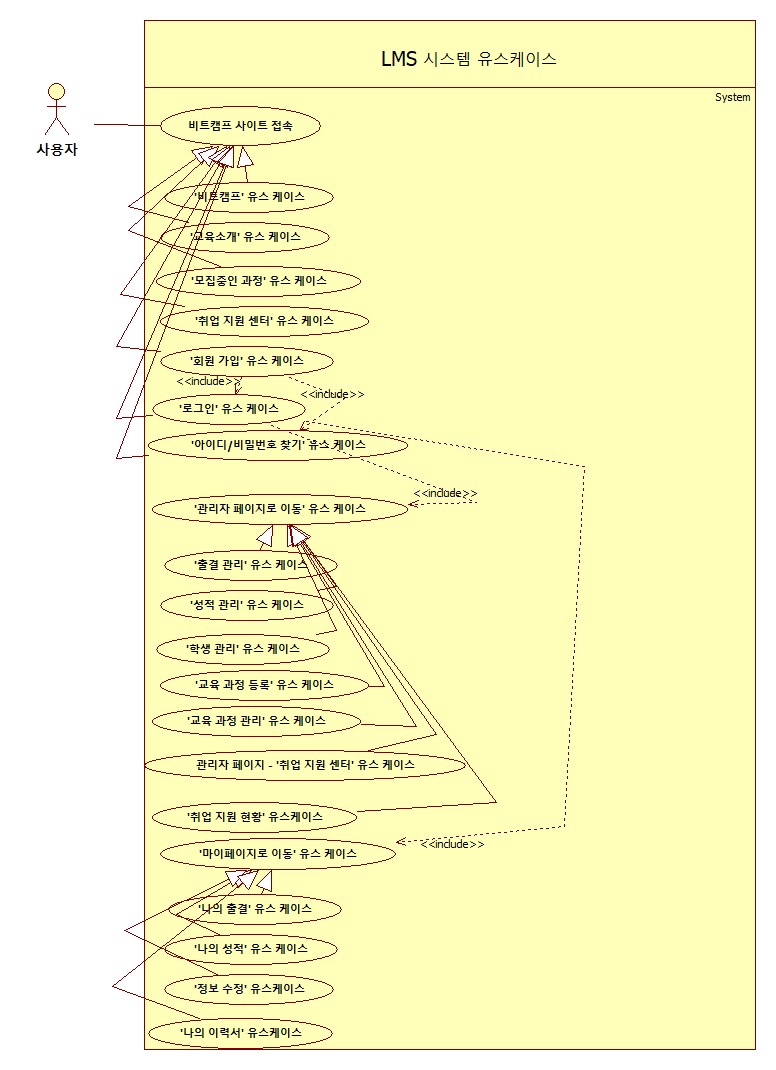 LMS 시스템 유스케이스
System
사용자
비트캠프 사이트 접속
'비트캠프' 유스 케이스
'교육소개' 유스 케이스
'모집중인 과정' 유스 케이스
'취업 지원 센터' 유스 케이스
'회원 가입' 유스 케이스
<<include>>
<<include>>
'로그인' 유스 케이스
'아이디/비밀번호 찾기' 유스 케이스
<<include>>
'관리자 페이지로 이동' 유스 케이스
'출결 관리' 유스 케이스
'성적 관리' 유스 케이스
'학생 관리' 유스 케이스
'교육 과정 등록' 유스 케이스
'교육 과정 관리' 유스 케이스
관리자 페이지 - '취업 지원 센터' 유스 케이스
'취업 지원 현황' 유스케이스
<<include>>
'마이페이지로 이동' 유스 케이스
'나의 출결' 유스 케이스
'나의 성적' 유스 케이스
'정보 수정' 유스케이스
'나의 이력서' 유스케이스